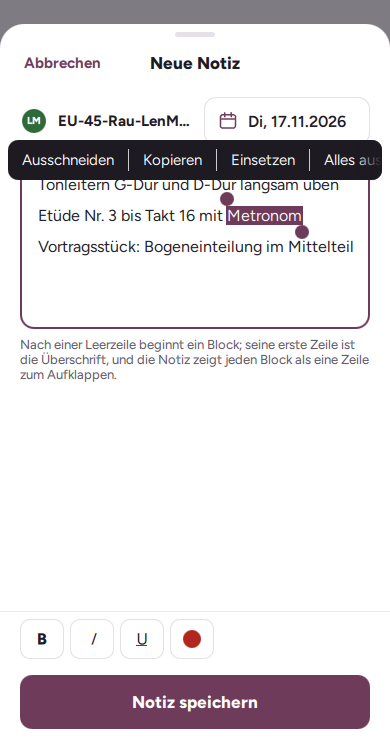 Abbrechen
Neue Notiz
LM EU-45-Rau-LenM... Di, 17.11.2026
Ausschneiden Kopieren Einsetzen Alles aus
Tonleitern G-Dur und D-Dur langsam üben
Etüde Nr. 3 bis Takt 16 mit Metronom
Vortragsstück: Bogeneinteilung im Mittelteil
Nach einer Leerzeile beginnt ein Block; seine erste Zeile ist
die Überschrift, und die Notiz zeigt jeden Block als eine Zeile
zum Aufklappen.
B / U
Notiz speichern